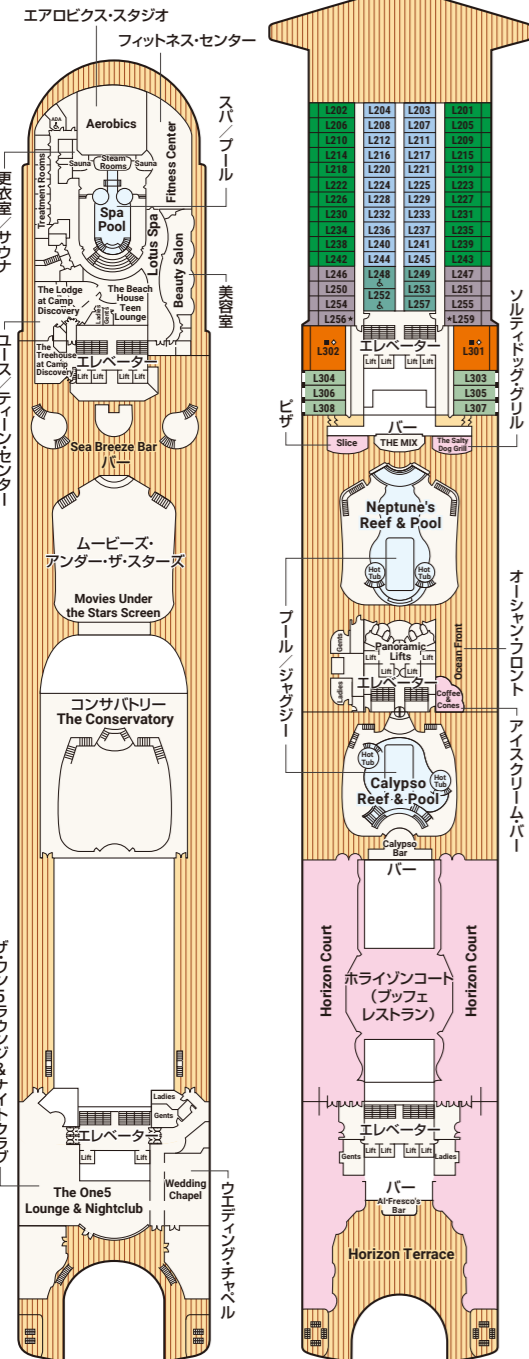 エアロビクス・スタジオ
フィットネス・センター
スパ／プール
更衣室／サウナ
美容室
ユース／ティーン・センター
Aerobics
Fitness Center
ADA
Treatment Rooms
Sauna
Steam
Rooms
Sauna
Spa
Pool
Lotus Spa
Beauty Salon
The Lodge
at Camp
Discovery
The Beach
House
Teen
Lounge
Ladies
Gents
The
Treehouse
at Camp
Discovery
エレベーター
Lift
Lift
Lift
Lift
Sea Breeze Bar
バー
ムービーズ・
アンダー・ザ・スターズ
Movies Under
the Stars Screen
コンサバトリー
The Conservatory
ザ・ワン5ラウンジ&ナイトクラブ
Ladies
Gents
エレベーター
Lift
Lift
The One5
Lounge & Nightclub
Wedding
Chapel
ウエディング・チャペル
L202 L204 L203 L201
L206 L208 L207 L205
L210 L212 L211 L209
L214 L216 L217 L215
L218 L220 L221 L219
L222 L224 L225 L223
L226 L228 L229 L227
L230 L232 L233 L231
L234 L236 L237 L235
L238 L240 L241 L239
L242 L244 L245 L243
L246 L248 L249 L247
L250 L252 L253 L251
L254 L257 L255
L256★ ★L259
L302 L301
エレベーター
Lift
Lift
L304 L303
L306 L305
L308 L307
ソルティドッグ・グリル
ピザ
バー
Slice
THE MIX
The Salty
Dog Grill
Neptune's
Reef & Pool
Hot
Tub
Hot
Tub
プール／ジャグジー
オーシャン・フロント
Gents
Ladies
Panoramic
Lifts
Lift
Lift
Lift
Lift
エレベーター
Ocean Front
Coffee
&
Cones
アイスクリーム・バー
Hot
Tub
Hot
Tub
Calypso
Reef & Pool
Calypso
Bar
バー
Horizon Court
ホライゾンコート
（ブッフェ
レストラン）
Horizon Court
エレベーター
Gents
Lift
Lift
Lift
Lift
Ladies
バー
Al Fresco's
Bar
Horizon Terrace